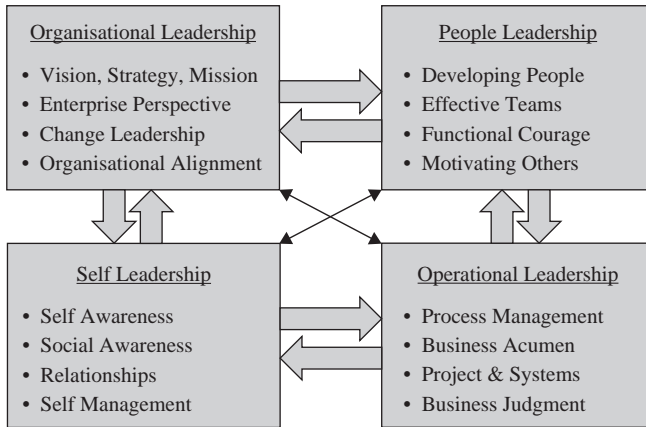 Organisational Leadership
• Vision, Strategy, Mission
• Enterprise Perspective
• Change Leadership
• Organisational Alignment
People Leadership
• Developing People
• Effective Teams
• Functional Courage
• Motivating Others
Self Leadership
• Self Awareness
• Social Awareness
• Relationships
• Self Management
Operational Leadership
• Process Management
• Business Acumen
• Project & Systems
• Business Judgment